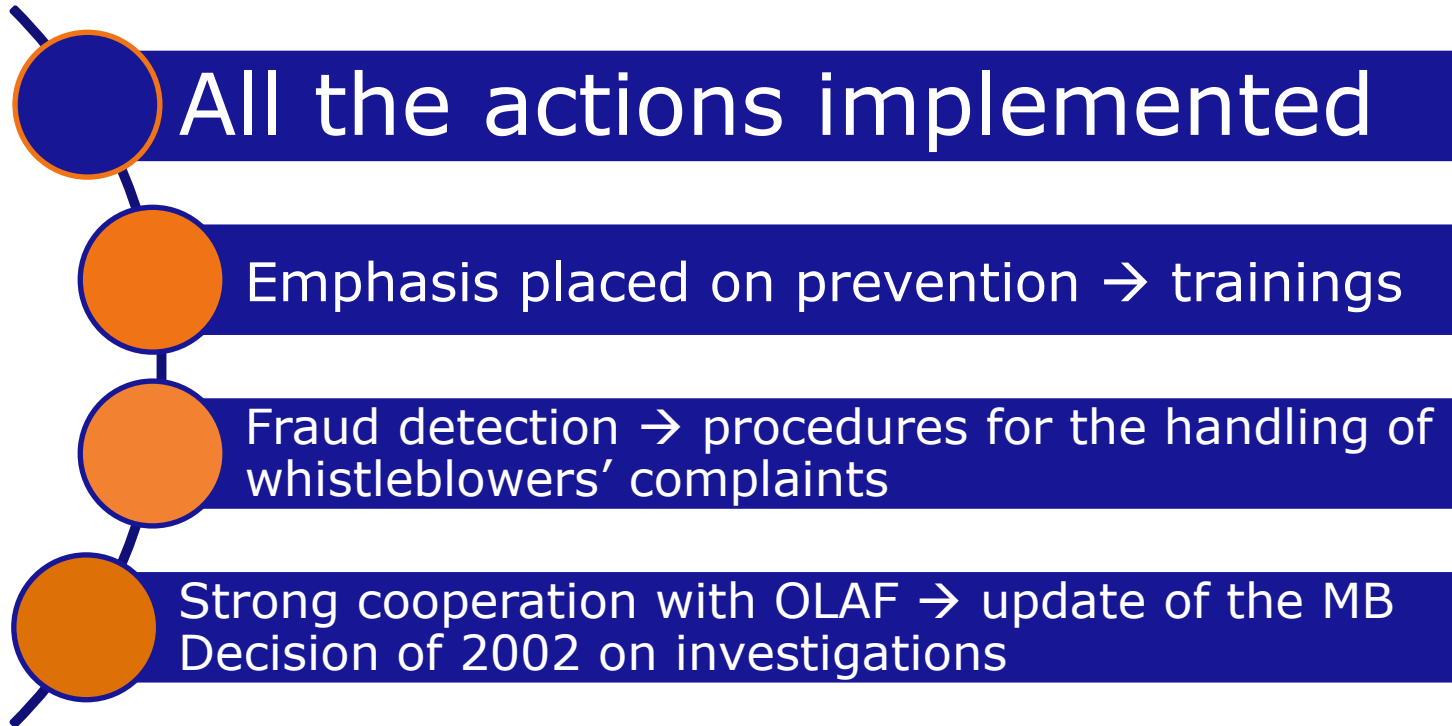 All the actions implemented
Emphasis placed on prevention → trainings
Fraud detection → procedures for the handling of
whistleblowers’ complaints
Strong cooperation with OLAF → update of the MB
Decision of 2002 on investigations